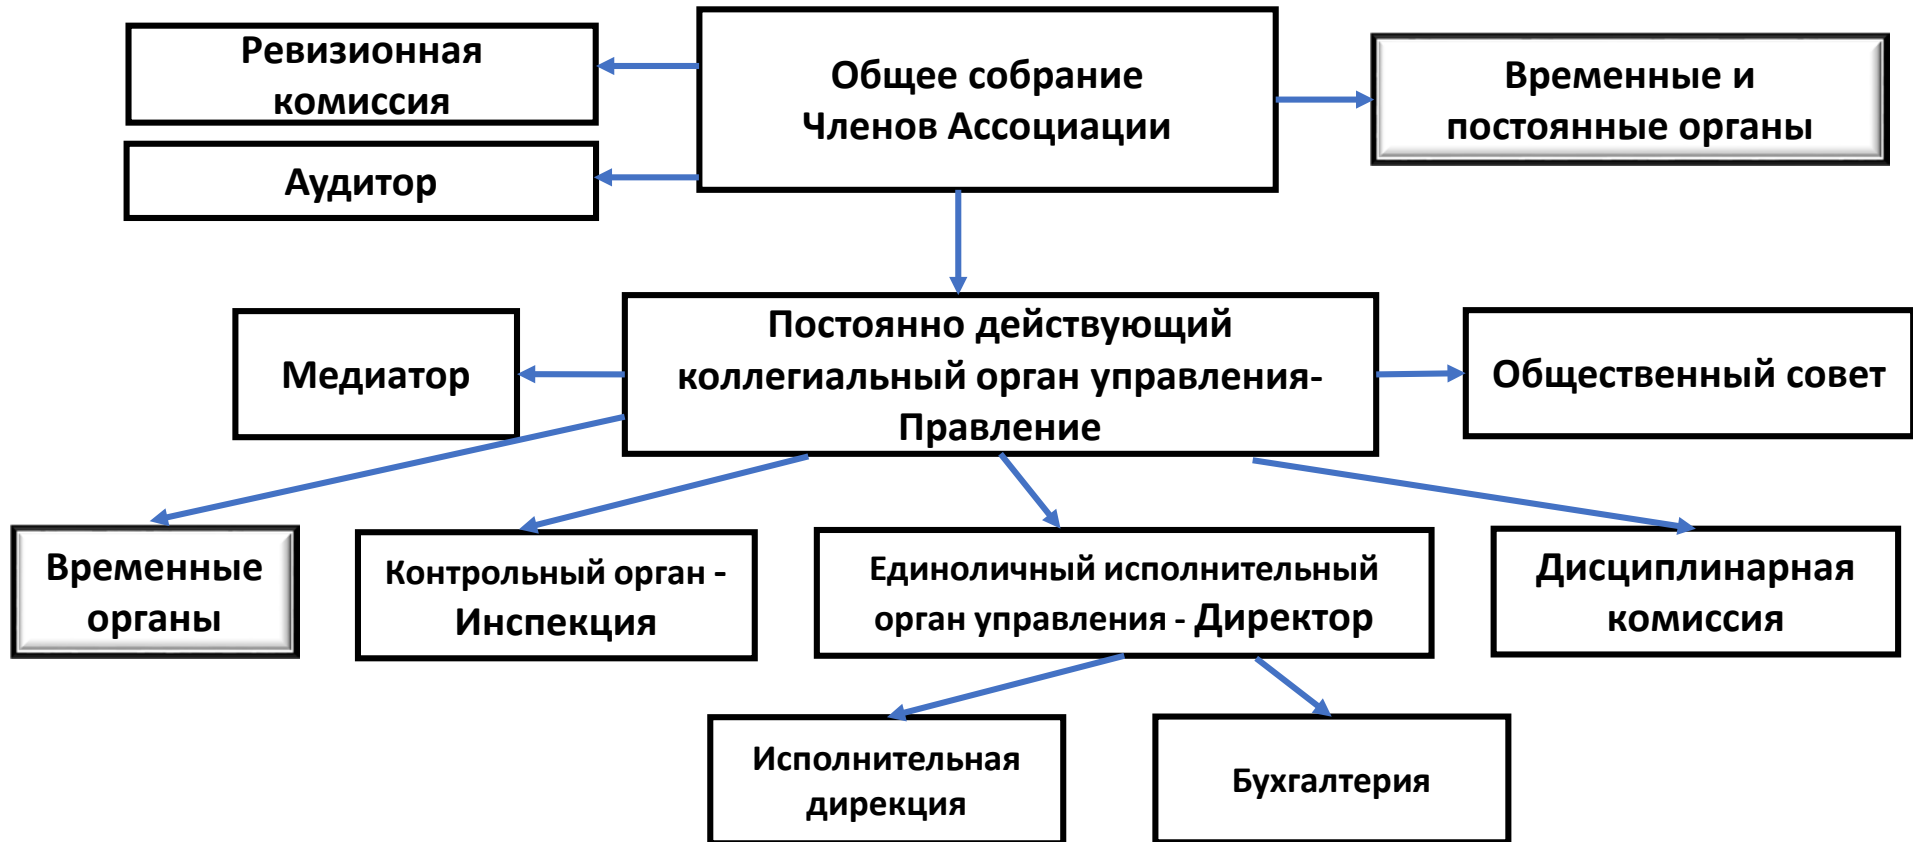 Ревизионная
комиссия
Общее собрание
Членов Ассоциации
Временные и
постоянные органы
Аудитор
Медиатор
Постоянно действующий
коллегиальный орган управления-
Правление
Общественный совет
Временные
органы
Контрольный орган -
Инспекция
Единоличный исполнительный
орган управления - Директор
Дисциплинарная
комиссия
Исполнительная
дирекция
Бухгалтерия